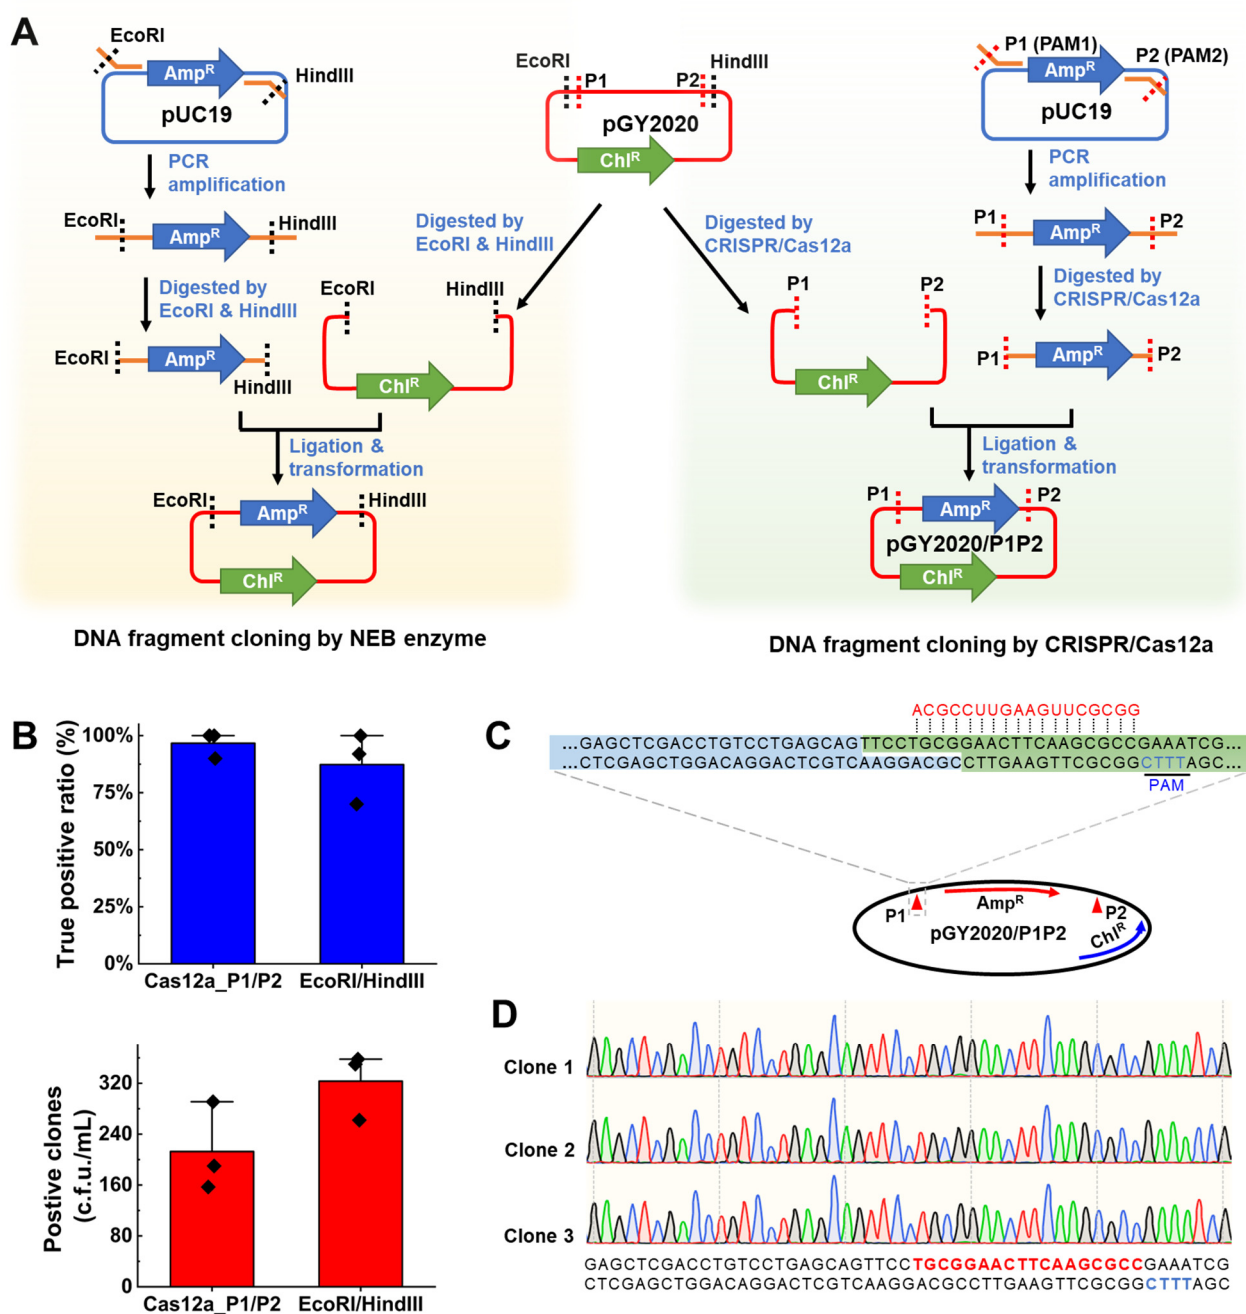 A
EcoRI
AmpR
HindIII
pUC19
PCR
amplification
EcoRI
HindIII
AmpR
Digested by
EcoRI & HindIII
EcoRI
AmpR
HindIII
EcoRI
HindIII
P1
P2
pGY2020
ChlR
Digested by
EcoRI & HindIII
EcoRI
HindIII
ChlR
Ligation &
transformation
EcoRI
HindIII
AmpR
ChlR
DNA fragment cloning by NEB enzyme
P1 (PAM1)
AmpR
P2 (PAM2)
pUC19
PCR
amplification
P1
AmpR
P2
Digested by
CRISPR/Cas12a
P1
AmpR
P2
Digested by
CRISPR/Cas12a
P1
P2
ChlR
Ligation &
transformation
P1
P2
AmpR
pGY2020/P1P2
ChlR
DNA fragment cloning by CRISPR/Cas12a
B
True positive ratio (%)
100%
75%
50%
25%
0%
Cas12a_P1/P2
EcoRI/HindIII
Postive clones
(c.f.u./mL)
320
240
160
80
0
Cas12a_P1/P2
EcoRI/HindIII
C
ACGCCUUGAAGUUCGCGG
...GAGCTCGACCTGTCCTGAGCAGTTCCTGCGGAACTTCAAGCGCCGAAATCG...
...CTCGAGCTGGACAGGACTCGTCAAGGACGCCTTGAAGTTCGCGGCTTTAGC...
PAM
P1
AmpR
P2
pGY2020/P1P2
ChlR
D
Clone 1
Clone 2
Clone 3
GAGCTCGACCTGTCCTGAGCAGTTCCTGCGGAACTTCAAGCGCCGAAATCG
CTCGAGCTGGACAGGACTCGTCAAGGACGCCTTGAAGTTCGCGGCTTTAGC